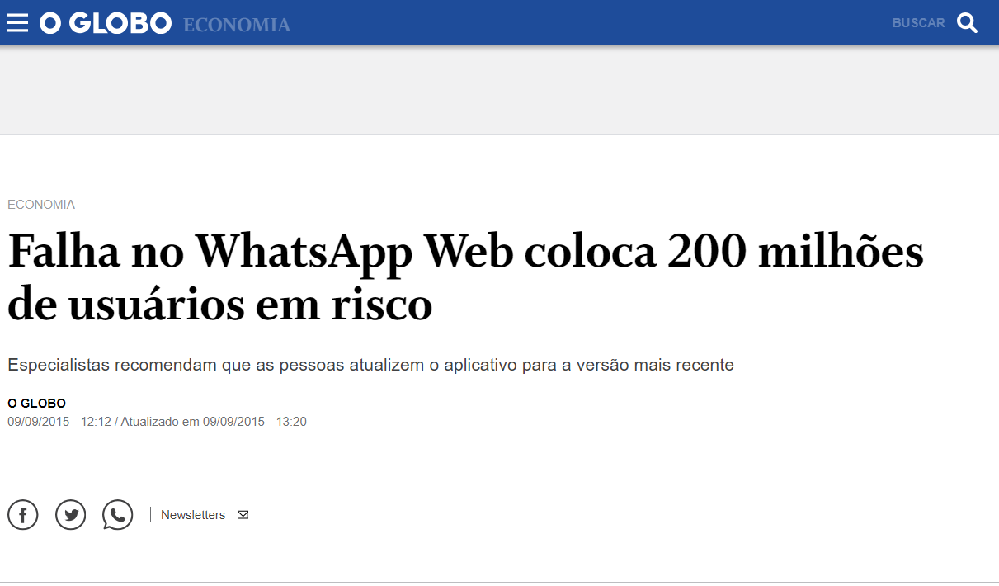 O GLOBO ECONOMIA BUSCAR
ECONOMIA
Falha no WhatsApp Web coloca 200 milhões
de usuários em risco
Especialistas recomendam que as pessoas atualizem o aplicativo para a versão mais recente
O GLOBO
09/09/2015 - 12:12 / Atualizado em 09/09/2015 - 13:20
Newsletters